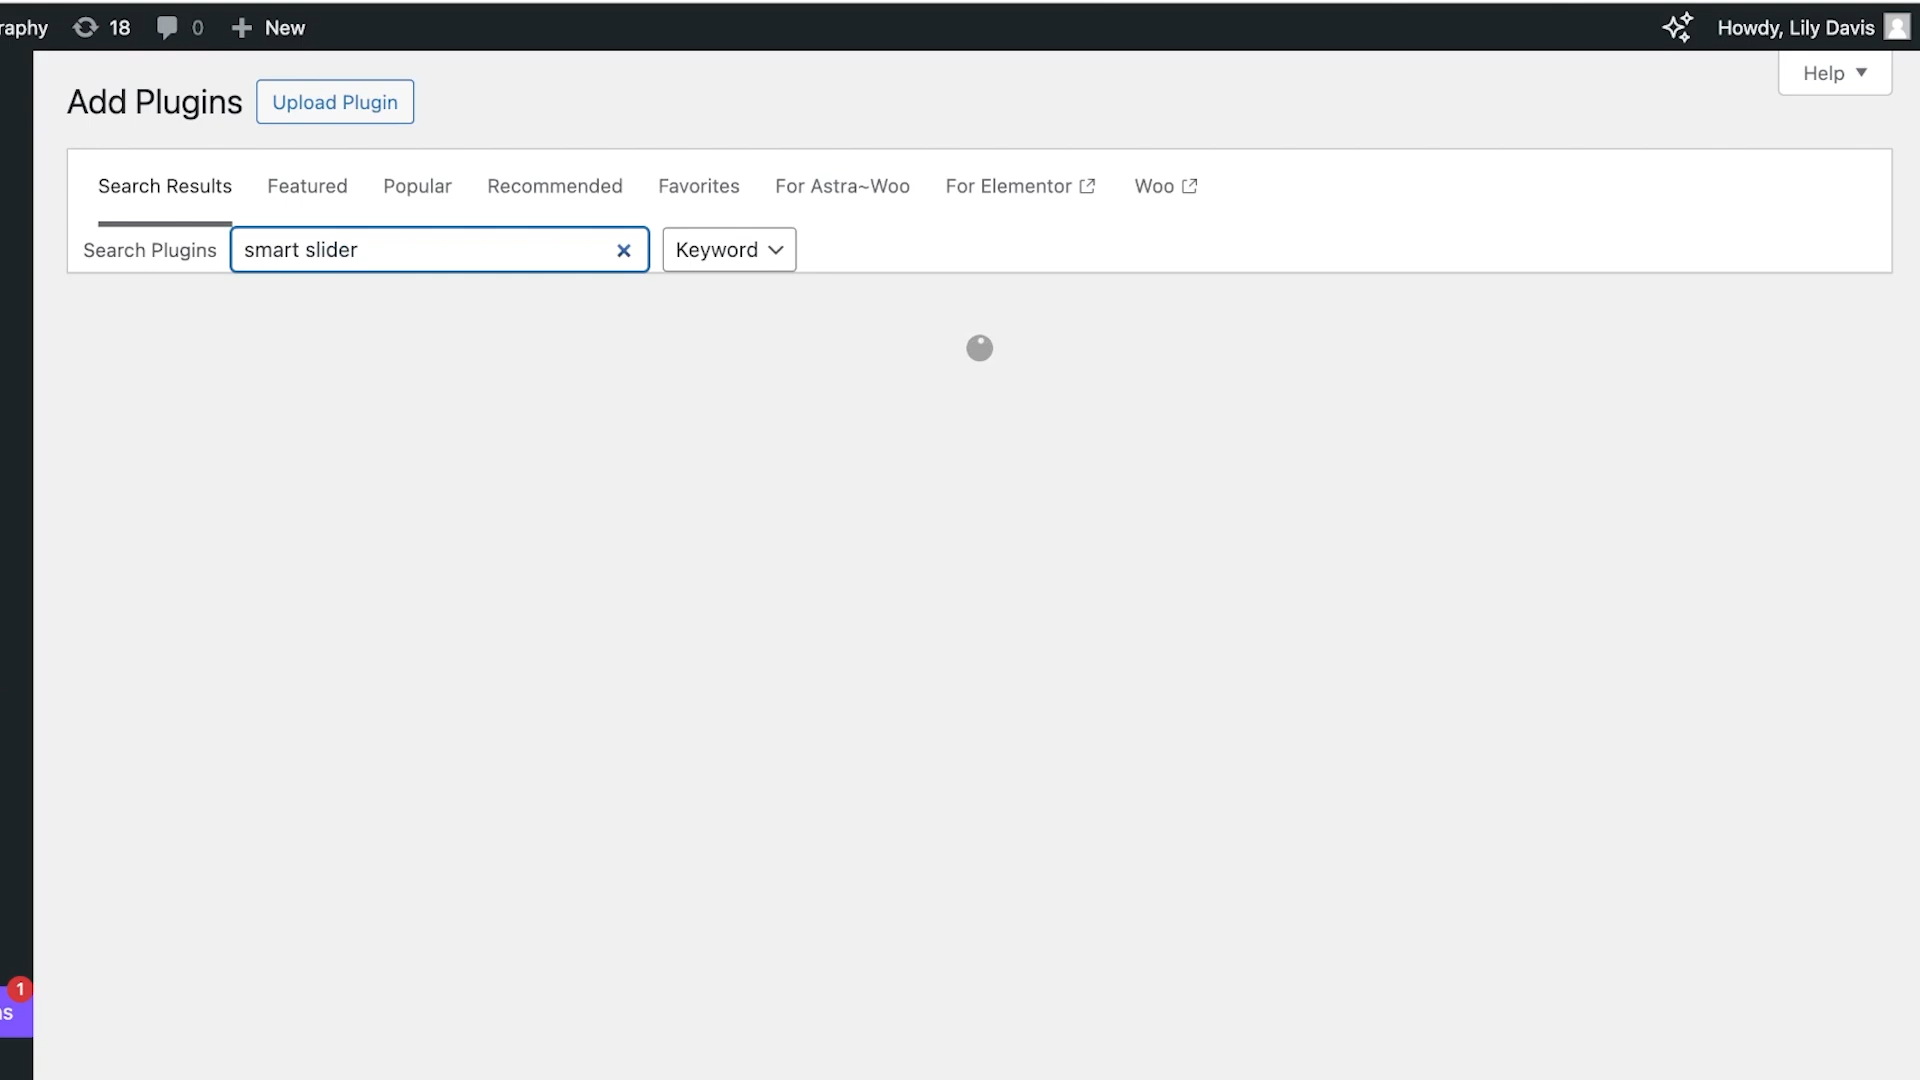 raphy 18 0 New Howdy, Lily Davis
Help
Add Plugins Upload Plugin
Search Results Featured Popular Recommended Favorites For Astra~Woo For Elementor Woo
Search Plugins smart slider Keyword
1
ns